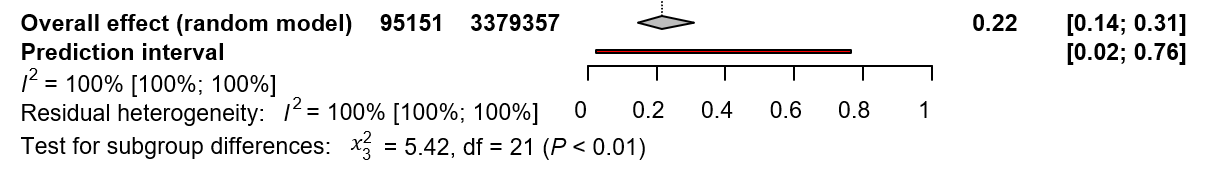 Overall effect (random model) 95151 3379357 0.22 [0.14; 0.31]
Prediction interval [0.02; 0.76]
I² = 100% [100%; 100%]
Residual heterogeneity: I² = 100% [100%; 100%] 0 0.2 0.4 0.6 0.8 1
Test for subgroup differences: x²₃ = 5.42, df = 21 (P < 0.01)